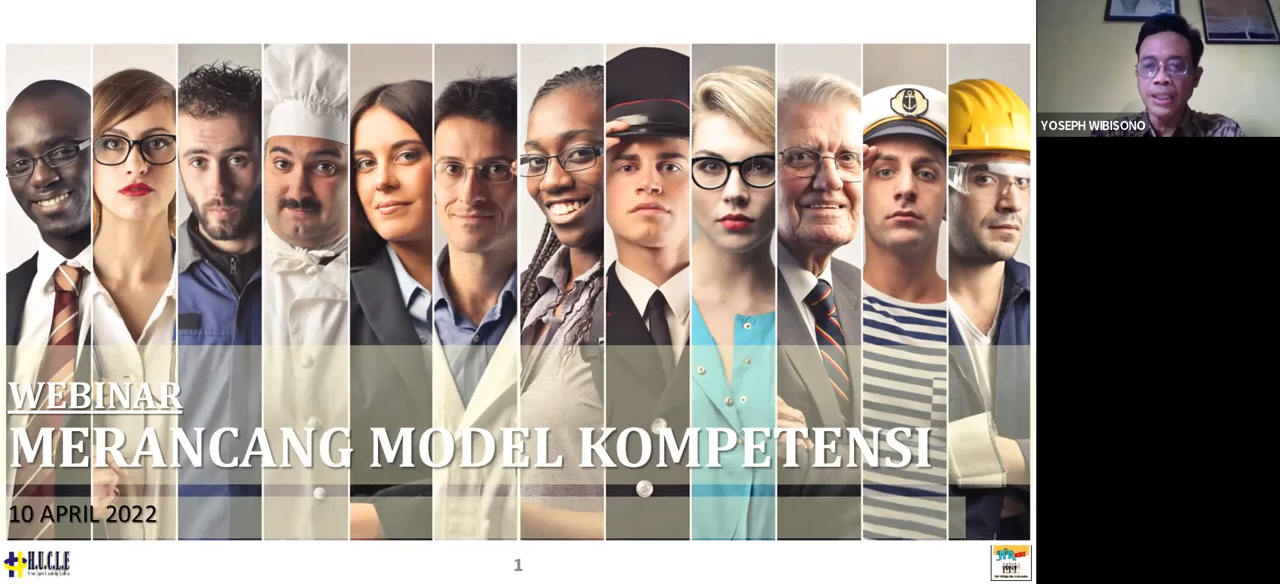 WEBINAR
MERANCANG MODEL KOMPETENSI
10 APRIL 2022
H.U.C.L.E
1
YOSEPH WIBISONO